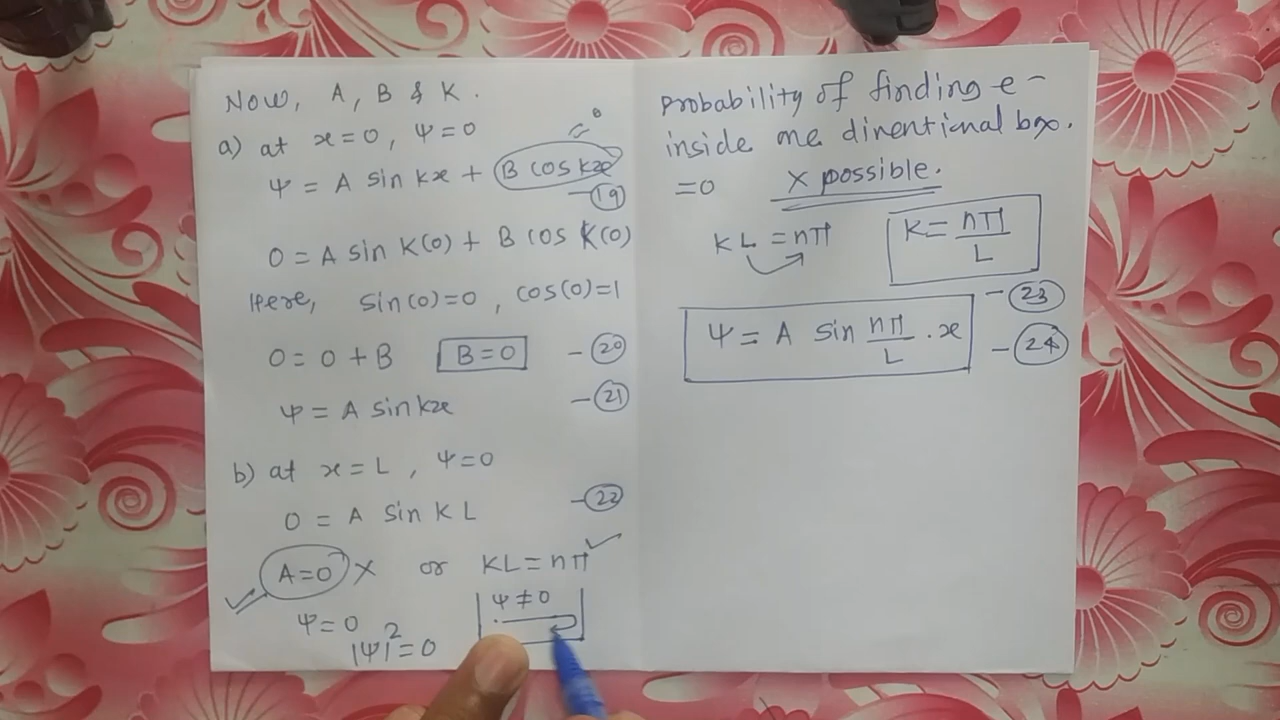 Now, A, B & K.
a) at x=0, Ψ=0
Ψ = A sin kx + B cos kx
0
-(19)
0 = A sin K(0) + B cos K(0)
Here, sin(0)=0, cos(0)=1
0 = 0 + B B=0 -(20)
Ψ = A sin kx -(21)
b) at x=L, Ψ=0
0 = A sin K L -(22)
A=0 X or KL=nπ ✓
Ψ=0 Ψ≠0
|Ψ|²=0
Probability of finding e-
inside one dimentional box.
=0 X possible.
KL=nπ K=nπ/L
-(23)
Ψ = A sin nπ/L . x -(24)